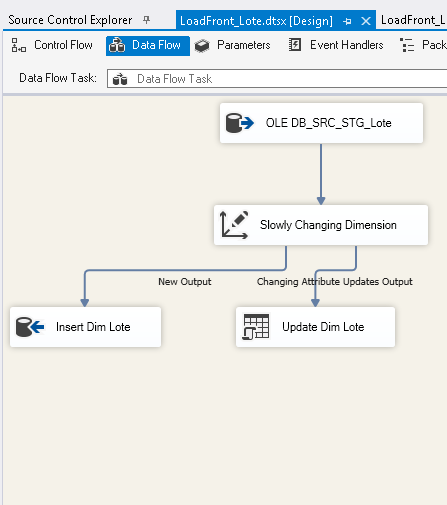 Source Control Explorer
LoadFront_Lote.dtsx [Design]
LoadFront_L
Control Flow
Data Flow
Parameters
Event Handlers
Pack
Data Flow Task:
Data Flow Task
OLE DB_SRC_STG_Lote
Slowly Changing Dimension
New Output
Changing Attribute Updates Output
Insert Dim Lote
Update Dim Lote